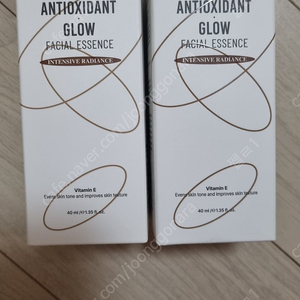 ANTIOXIDANT
GLOW
FACIAL ESSENCE
INTENSIVE RADIANCE
Vitamin E
Evens skin tone and improves skin texture
40 ml /℮1.35 fl. oz.
ANTIOXIDANT
GLOW
FACIAL ESSENCE
INTENSIVE RADIANCE
Vitamin E
Evens skin tone and improves skin texture
40 ml /℮1.35 fl. oz.